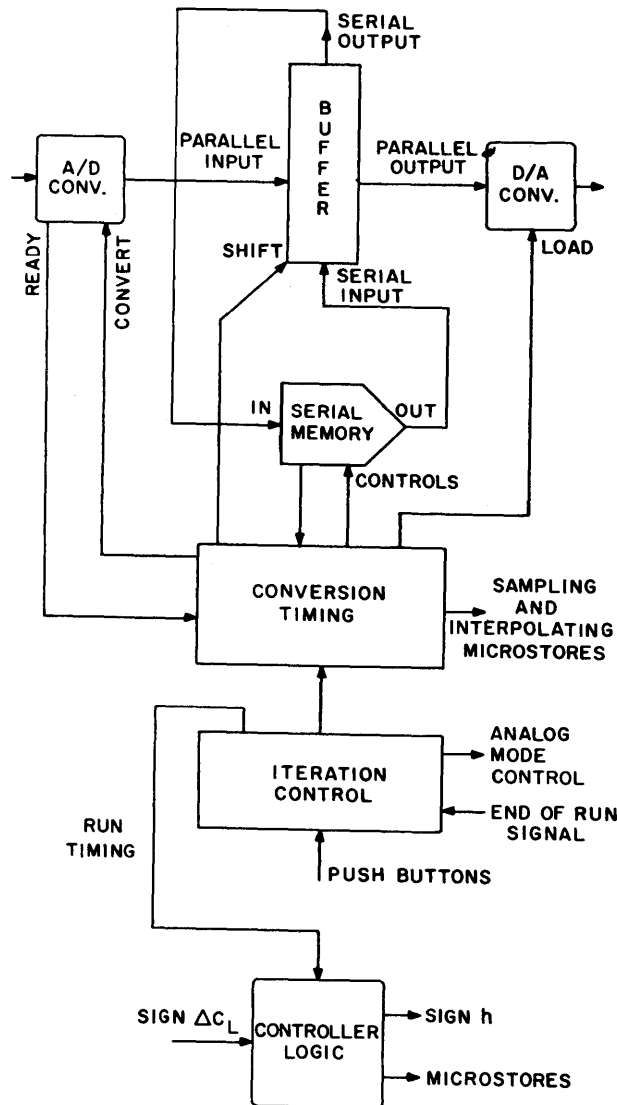 SERIAL
OUTPUT
BUFFER
A/D
CONV.
PARALLEL
INPUT
PARALLEL
OUTPUT
D/A
CONV.
READY
CONVERT
SHIFT
SERIAL
INPUT
LOAD
IN
SERIAL
MEMORY
OUT
CONTROLS
CONVERSION
TIMING
SAMPLING
AND
INTERPOLATING
MICROSTORES
ITERATION
CONTROL
ANALOG
MODE
CONTROL
END OF RUN
SIGNAL
RUN
TIMING
PUSH BUTTONS
SIGN ΔC_L
CONTROLLER
LOGIC
SIGN h
MICROSTORES